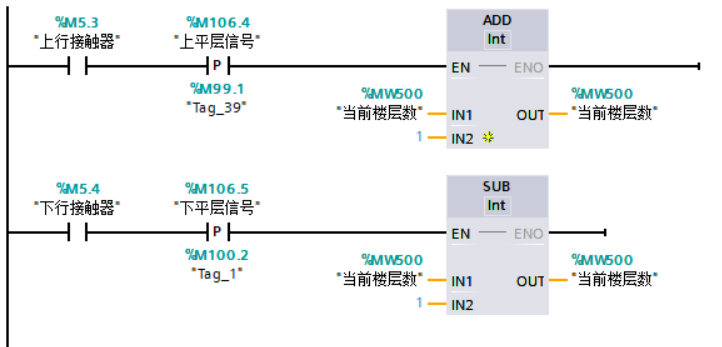 ADD
Int
%M5.3
"上行接触器"
%M106.4
"上平层信号"
P
%M99.1
"Tag_39"
EN
ENO
%MW500
"当前楼层数"
IN1
1
IN2
OUT
%MW500
"当前楼层数"
SUB
Int
%M5.4
"下行接触器"
%M106.5
"下平层信号"
P
%M100.2
"Tag_1"
EN
ENO
%MW500
"当前楼层数"
IN1
1
IN2
OUT
%MW500
"当前楼层数"